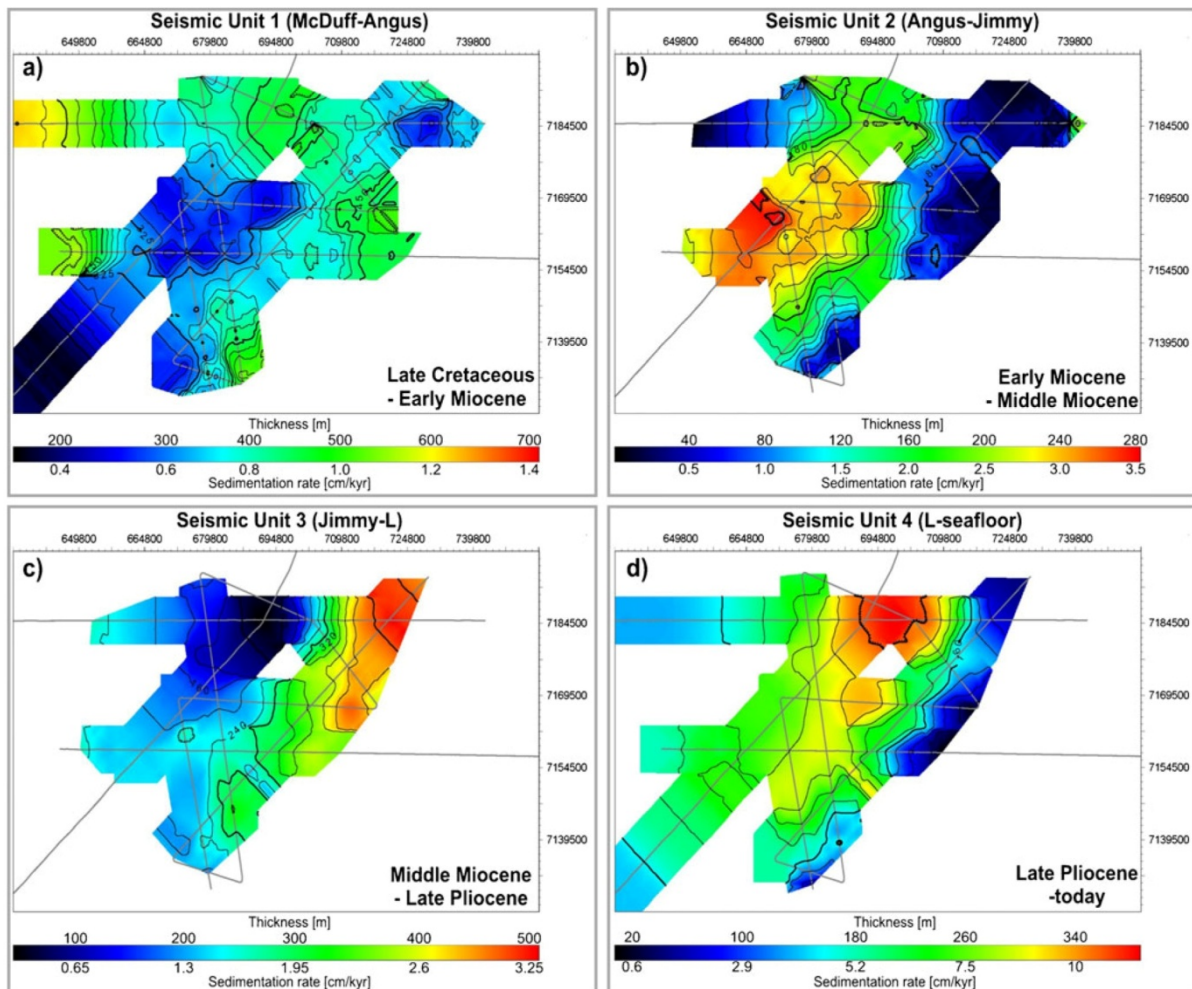 Seismic Unit 1 (McDuff-Angus)
649800 664800 679800 694800 709800 724800 739800
a)
7184500
7169500
7154500
7139500
Late Cretaceous
- Early Miocene
Thickness [m]
200 300 400 500 600 700
0.4 0.6 0.8 1.0 1.2 1.4
Sedimentation rate [cm/kyr]
Seismic Unit 2 (Angus-Jimmy)
649800 664800 679800 694800 709800 724800 739800
b)
7184500
7169500
7154500
7139500
Early Miocene
- Middle Miocene
Thickness [m]
40 80 120 160 200 240 280
0.5 1.0 1.5 2.0 2.5 3.0 3.5
Sedimentation rate [cm/kyr]
Seismic Unit 3 (Jimmy-L)
649800 664800 679800 694800 709800 724800 739800
c)
320
240
7184500
7169500
7154500
7139500
Middle Miocene
- Late Pliocene
Thickness [m]
100 200 300 400 500
0.65 1.3 1.95 2.6 3.25
Sedimentation rate [cm/kyr]
Seismic Unit 4 (L-seafloor)
649800 664800 679800 694800 709800 724800 739800
d)
7184500
7169500
7154500
7139500
Late Pliocene
-today
Thickness [m]
20 100 180 260 340
0.6 2.9 5.2 7.5 10
Sedimentation rate [cm/kyr]